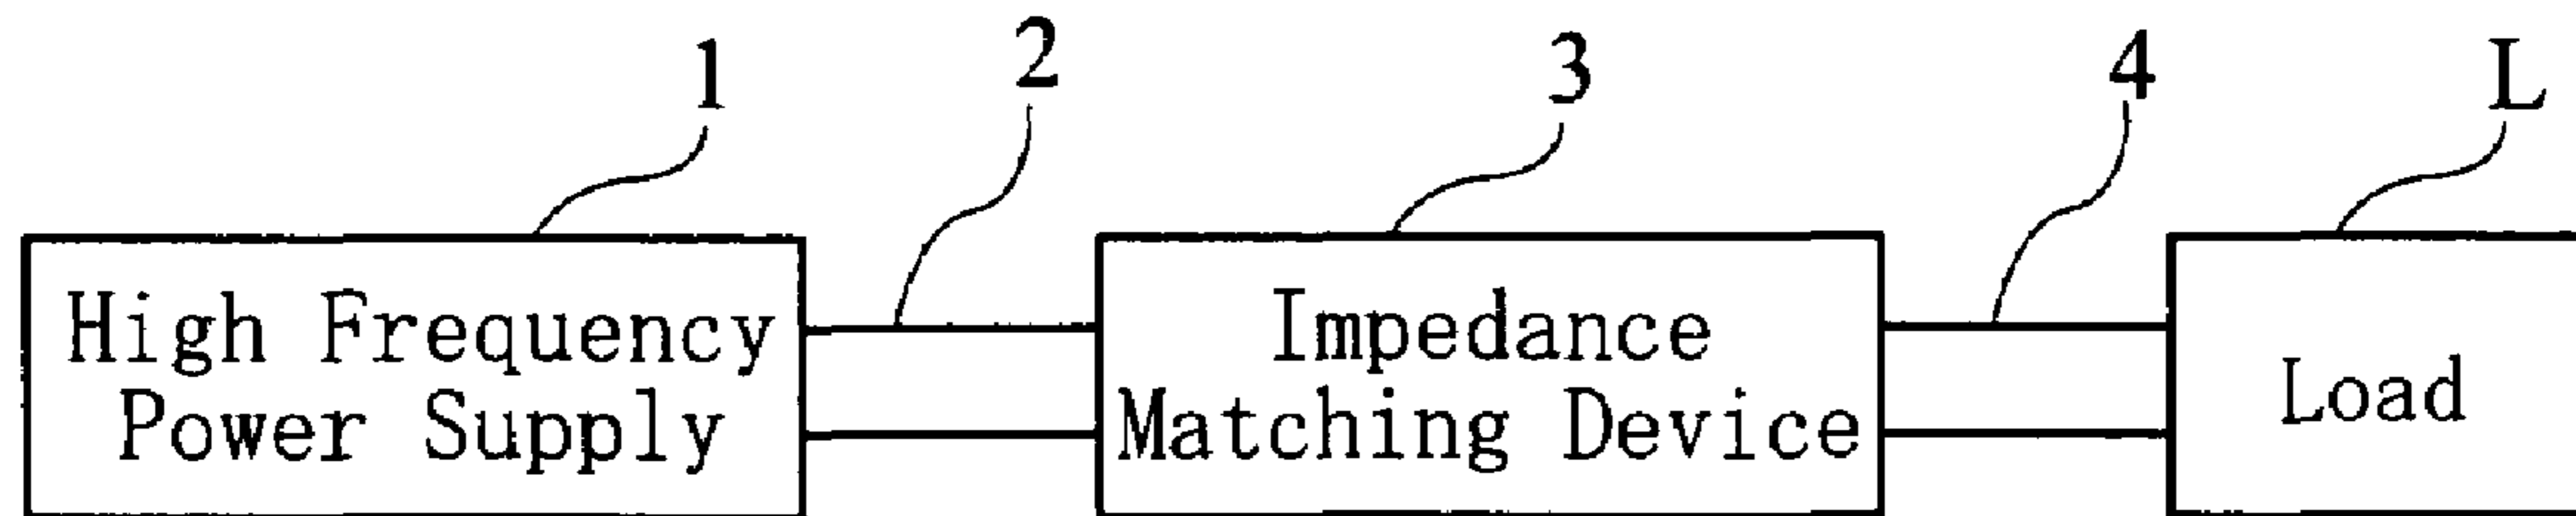 1
2
3
4
L
High Frequency
Power Supply
Impedance
Matching Device
Load